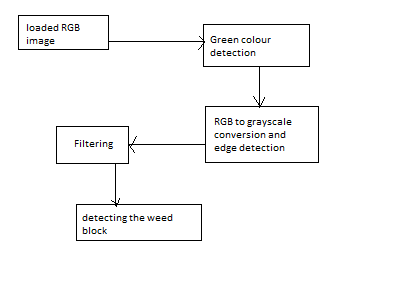 loaded RGB
image
Green colour
detection
RGB to grayscale
conversion and
edge detection
Filtering
detecting the weed
block